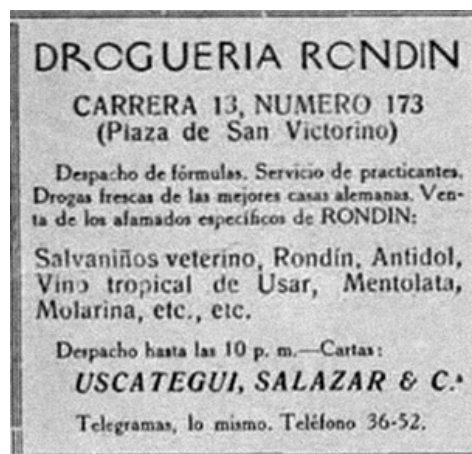 DROGUERIA RONDIN
CARRERA 13, NUMERO 173
(Plaza de San Victorino)
Despacho de fórmulas. Servicio de practicantes.
Drogas frescas de las mejores casas alemanas. Ven-
ta de los afamados específicos de RONDIN:
Salvaniños veterino, Rondín, Antidol,
Vino tropical de Usar, Mentolata,
Molarina, etc., etc.
Despacho hasta las 10 p. m.—Cartas:
USCATEGUI, SALAZAR & C.ª
Telegramas, lo mismo. Teléfono 36-52.